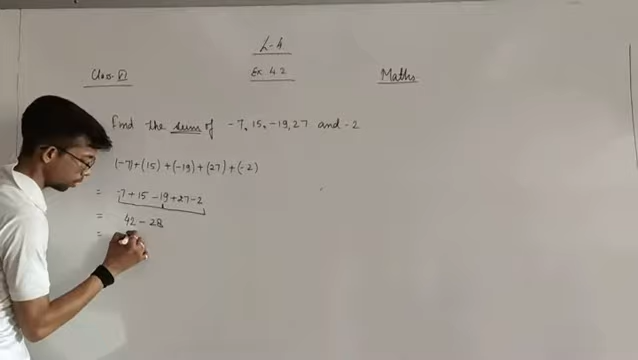 L-4
Class VI Ex 4.2 Maths
Find the sum of -7, 15, -19, 27 and -2
(-7)+(15)+(-19)+(27)+(-2)
= -7+15-19+27-2
= 42-28
=